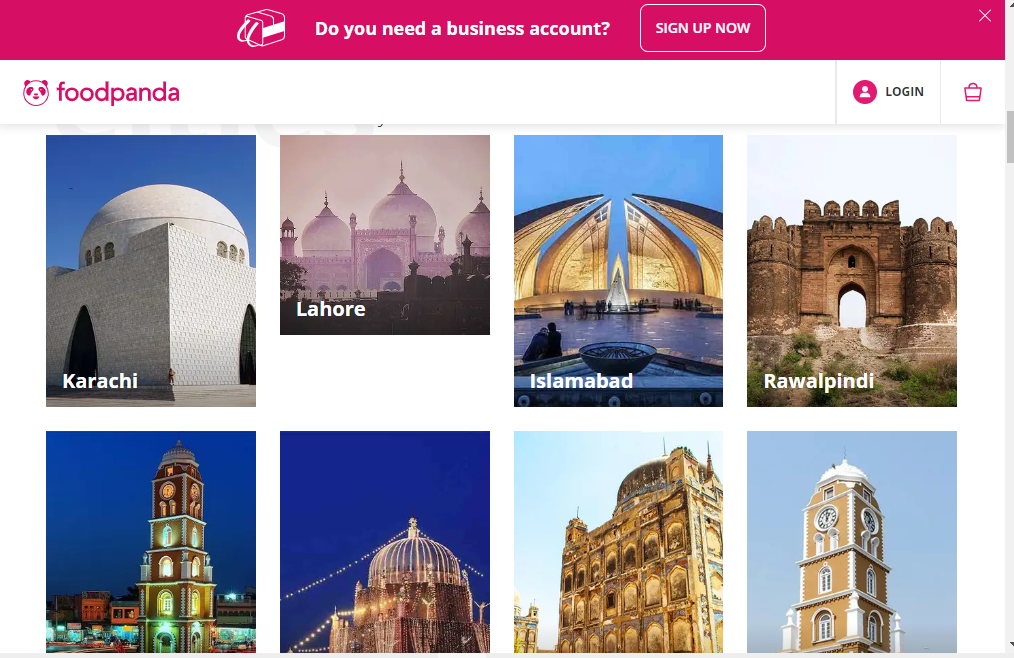 Do you need a business account?
SIGN UP NOW
foodpanda
LOGIN
Karachi
Lahore
Islamabad
Rawalpindi